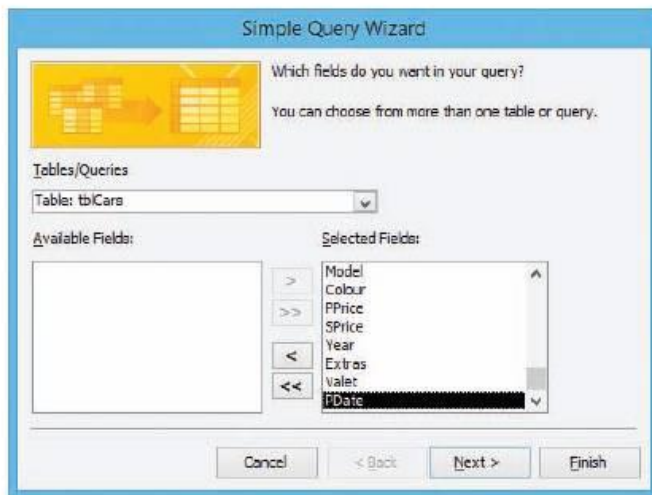 Simple Query Wizard
Which fields do you want in your query?
You can choose from more than one table or query.
Tables/Queries
Table: tblCars
Available Fields:
Selected Fields:
Model
Colour
PPrice
SPrice
Year
Extras
Valet
PDate
>
>>
<
<<
Cancel
< Back
Next >
Finish